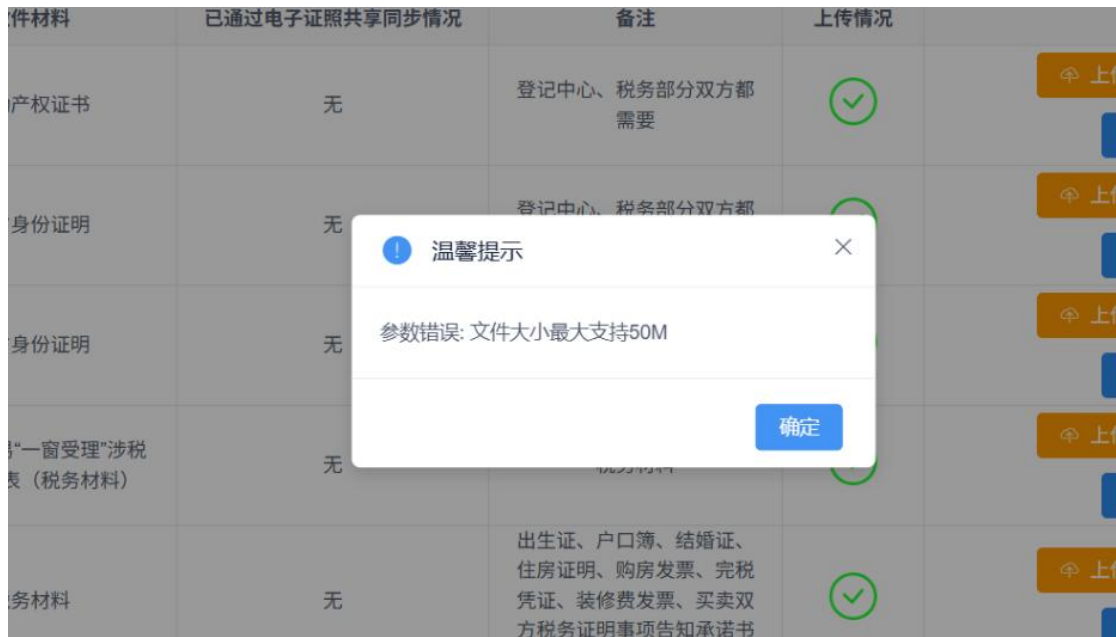 件材料
已通过电子证照共享同步情况
备注
上传情况
产权证书
无
登记中心、税务部分双方都
需要
上
身份证明
无
登记中心、税务部分双方都
上
温馨提示
参数错误: 文件大小最大支持50M
确定
身份证明
无
上
“一窗受理”涉税
表（税务材料）
无
税务材料
上
务材料
无
出生证、户口簿、结婚证、
住房证明、购房发票、完税
凭证、装修费发票、买卖双
方税务证明事项告知承诺书
上